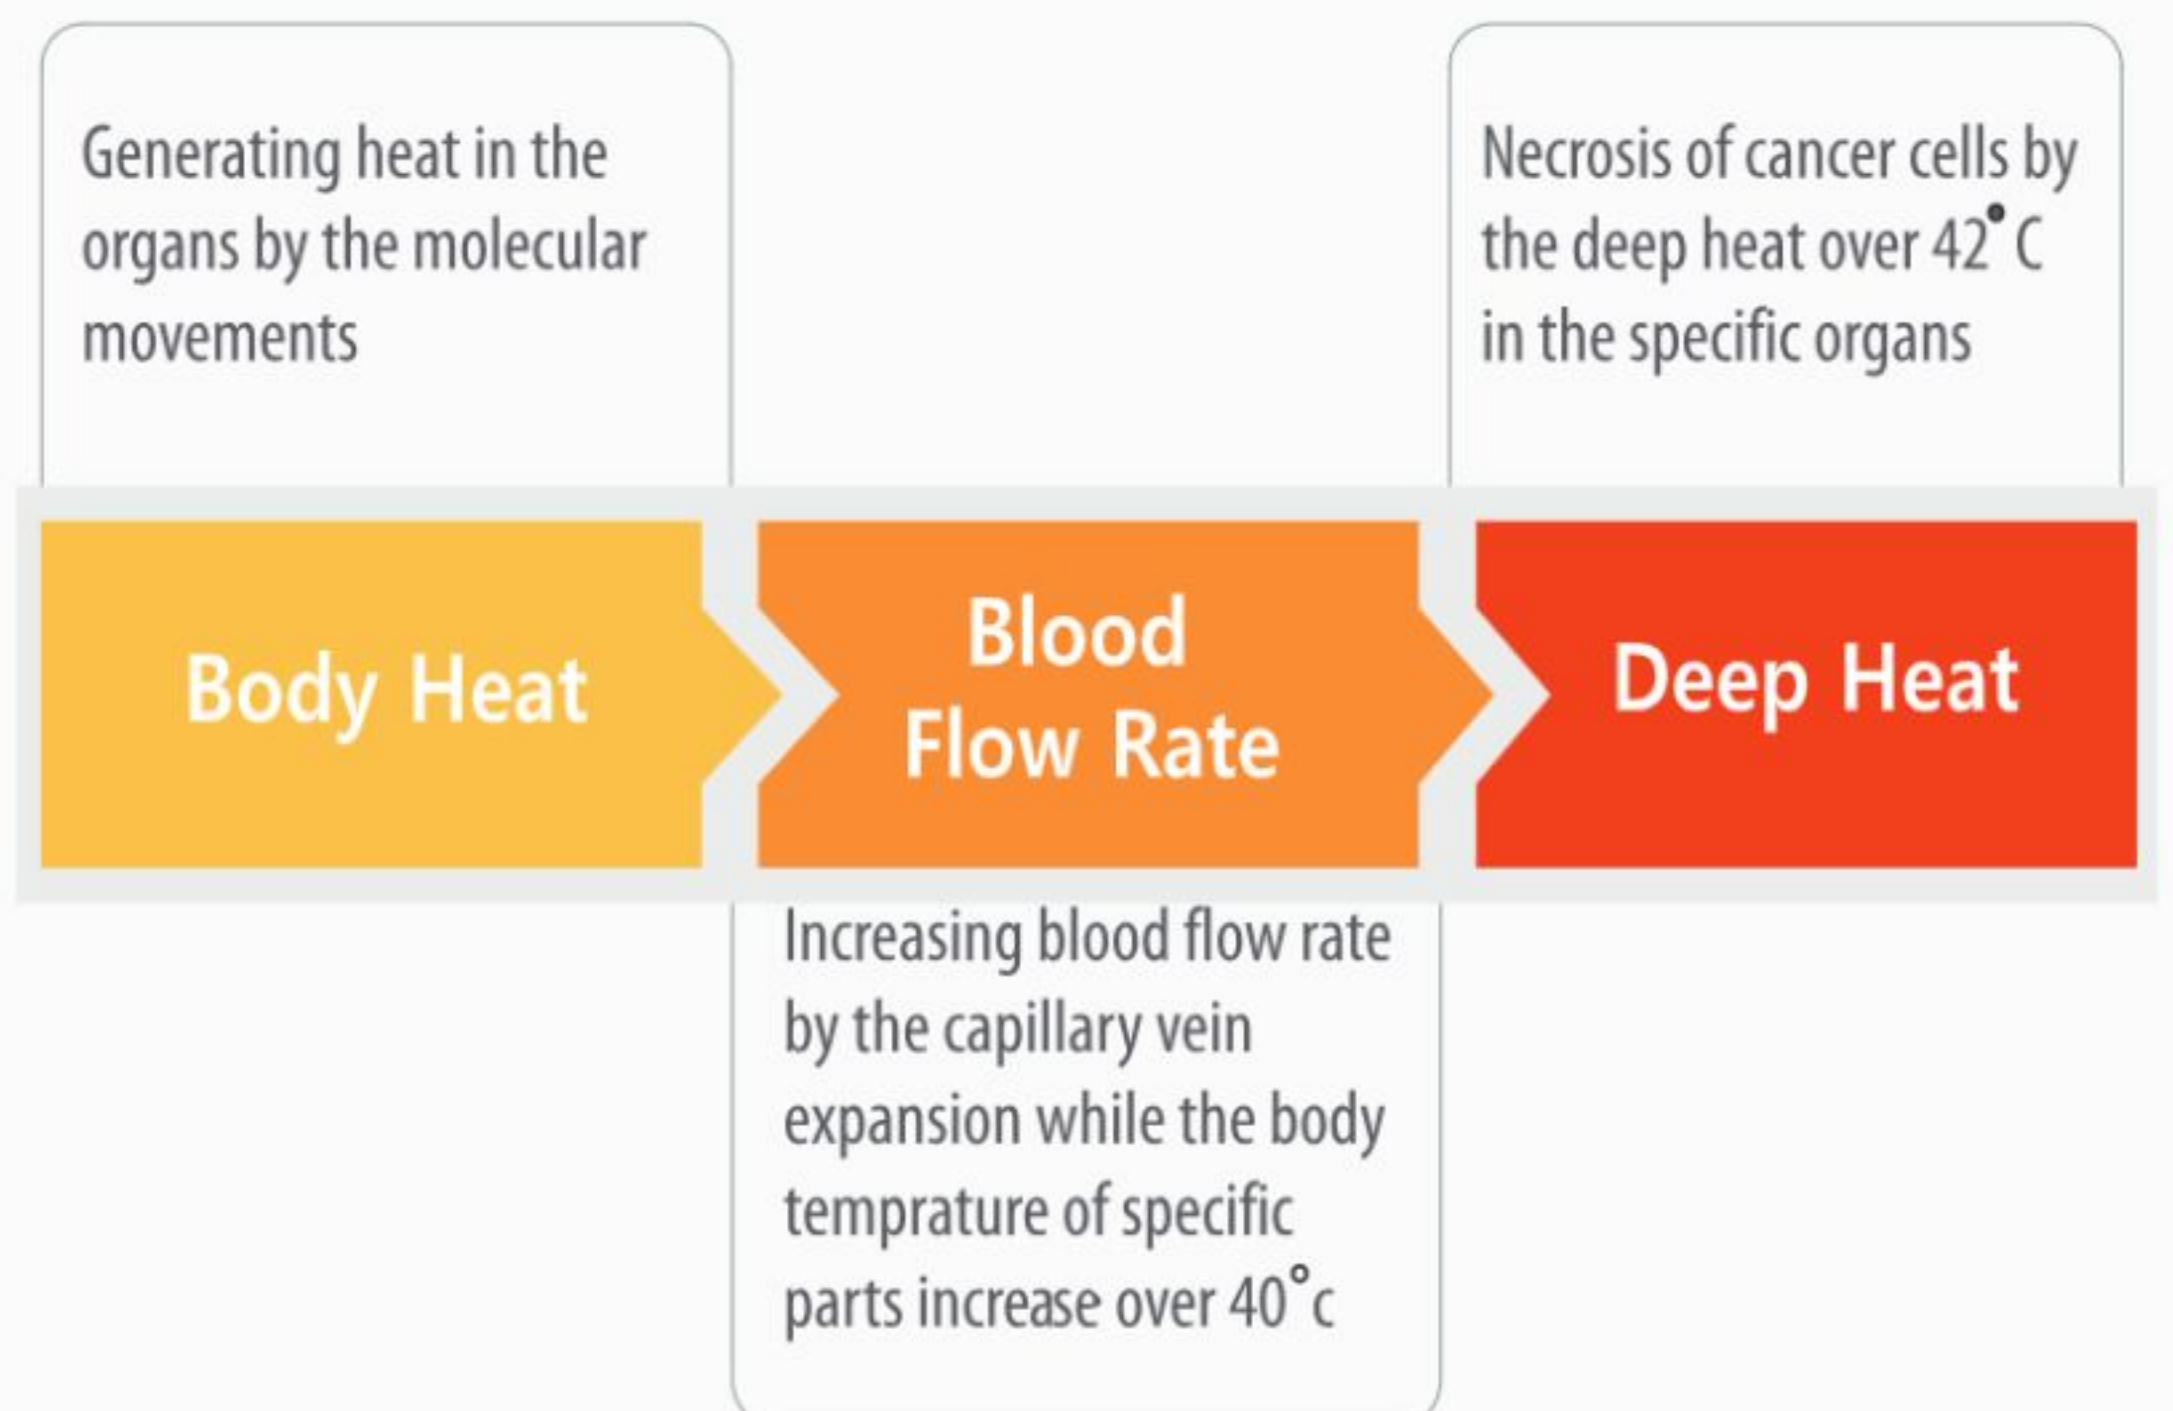 Generating heat in the
organs by the molecular
movements
Necrosis of cancer cells by
the deep heat over 42° C
in the specific organs
Body Heat
Blood
Flow Rate
Deep Heat
Increasing blood flow rate
by the capillary vein
expansion while the body
temprature of specific
parts increase over 40°c